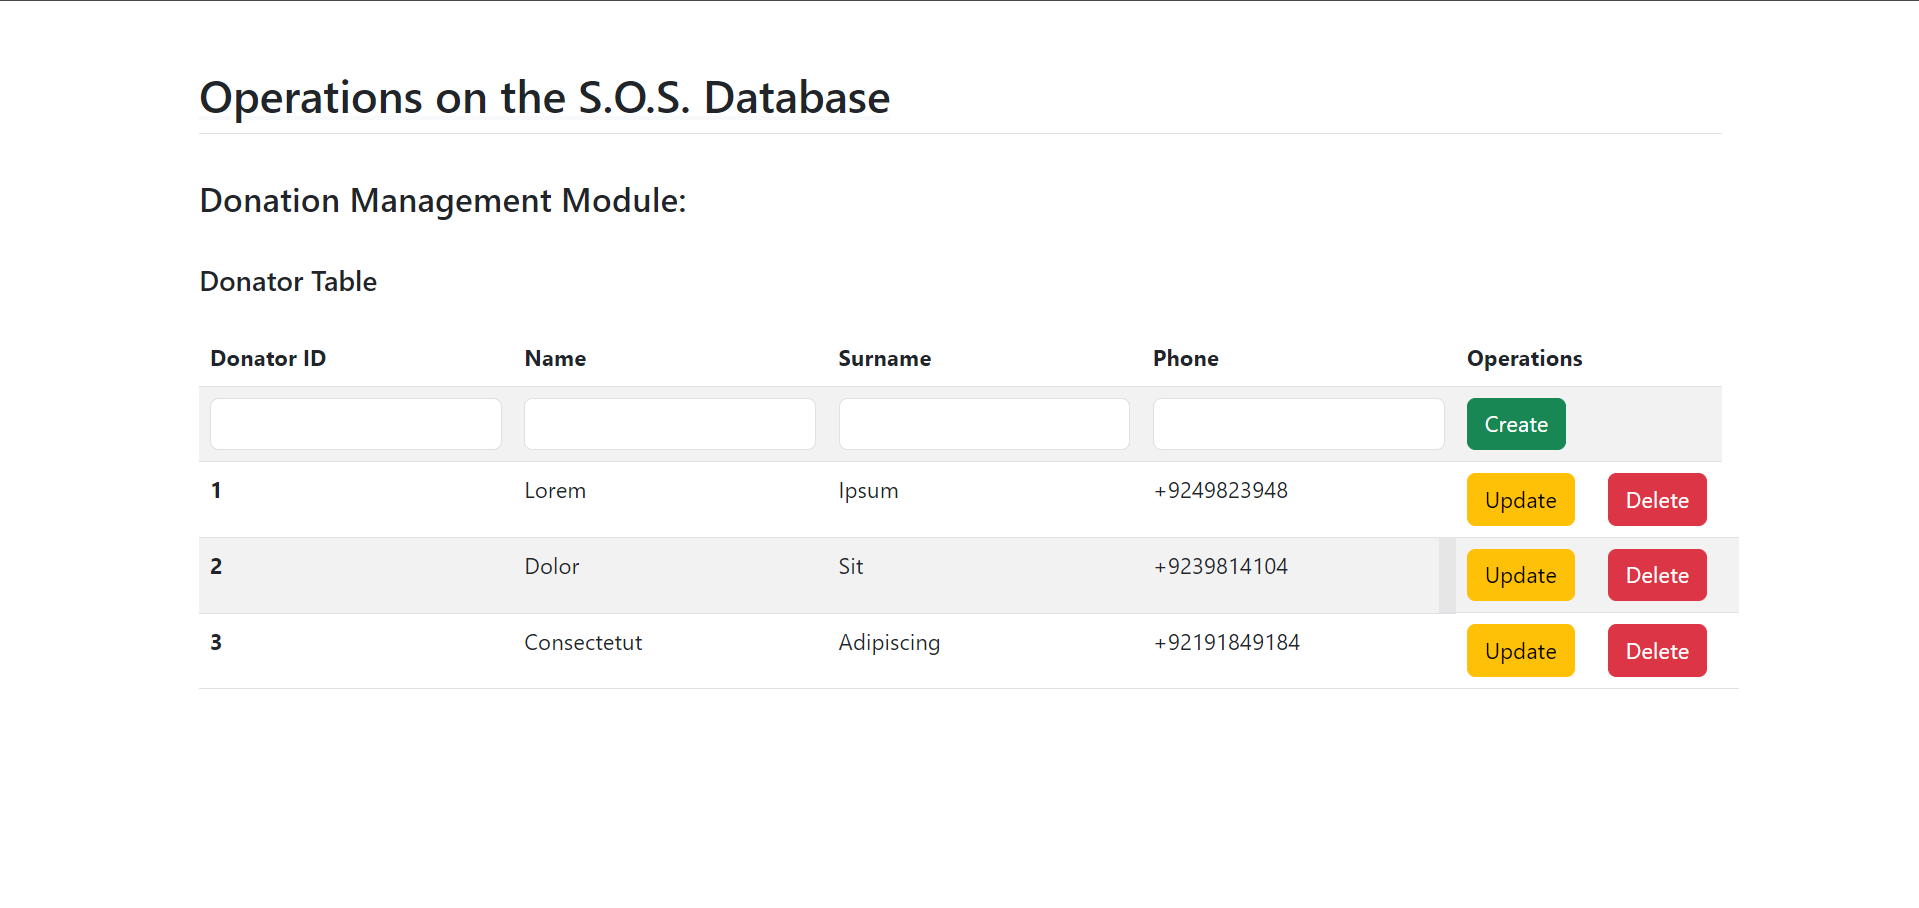 Operations on the S.O.S. Database
Donation Management Module:
Donator Table
Donator ID Name Surname Phone Operations
Create
1 Lorem Ipsum +9249823948 Update Delete
2 Dolor Sit +9239814104 Update Delete
3 Consectetut Adipiscing +92191849184 Update Delete